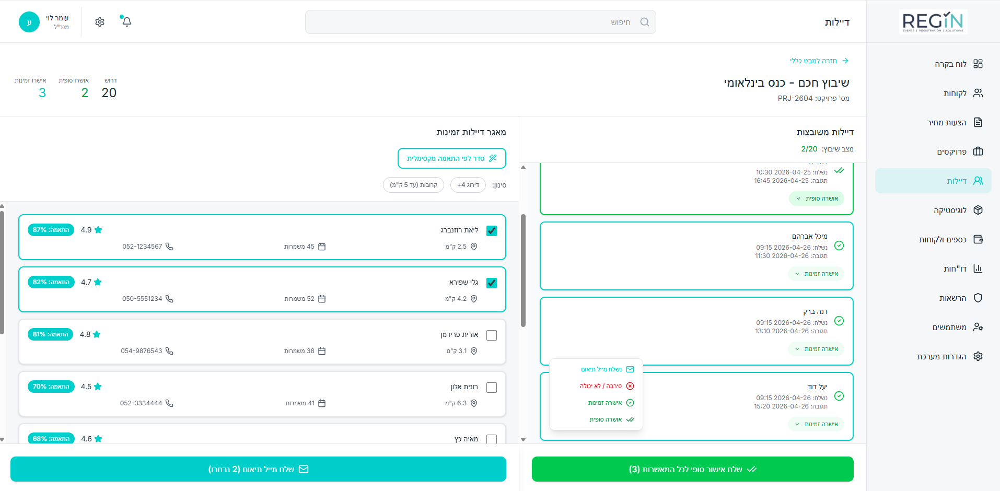 REGiN
EVENTS | REGISTRATION | SOLUTIONS
לוח בקרה
לקוחות
הצעות מחיר
פרויקטים
דיילות
לוגיסטיקה
כספים ולקוחות
דו"חות
הרשאות
משתמשים
הגדרות מערכת
דיילות
חיפוש
עומר לוי
מנכ"ל
ע
חזרה למבט כללי
שיבוץ חכם - כנס בינלאומי
מס' פרויקט: PRJ-2604
דרוש
20
אושרו סופית
2
אישרו זמינות
3
דיילות משובצות
מצב שיבוץ: 2/20
נשלח: 2026-04-25 10:30
תגובה: 2026-04-25 16:45
אושרה סופית
מיכל אברהם
נשלח: 2026-04-26 09:15
תגובה: 2026-04-26 11:30
אישרה זמינות
דנה ברק
נשלח: 2026-04-26 09:15
תגובה: 2026-04-26 13:10
אישרה זמינות
יעל דוד
נשלח: 2026-04-26 09:15
תגובה: 2026-04-26 15:20
אישרה זמינות
נשלח מייל תיאום
סירבה / לא יכולה
אישרה זמינות
אושרה סופית
שלח אישור סופי לכל המאשרות (3)
מאגר דיילות זמינות
סדר לפי התאמה מקסימלית
סינון: דירוג 4+ קרובות (עד 5 ק"מ)
ליאת רוזנברג 4.9 התאמה: 87%
2.5 ק"מ 45 משמרות 052-1234567
גלי שפירא 4.7 התאמה: 82%
4.2 ק"מ 52 משמרות 050-5551234
אורית פרידמן 4.8 התאמה: 81%
3.1 ק"מ 38 משמרות 054-9876543
רונית אלון 4.5 התאמה: 70%
6.3 ק"מ 41 משמרות 052-3334444
מאיה כץ 4.6 התאמה: 68%
שלח מייל תיאום (2 נבחרו)